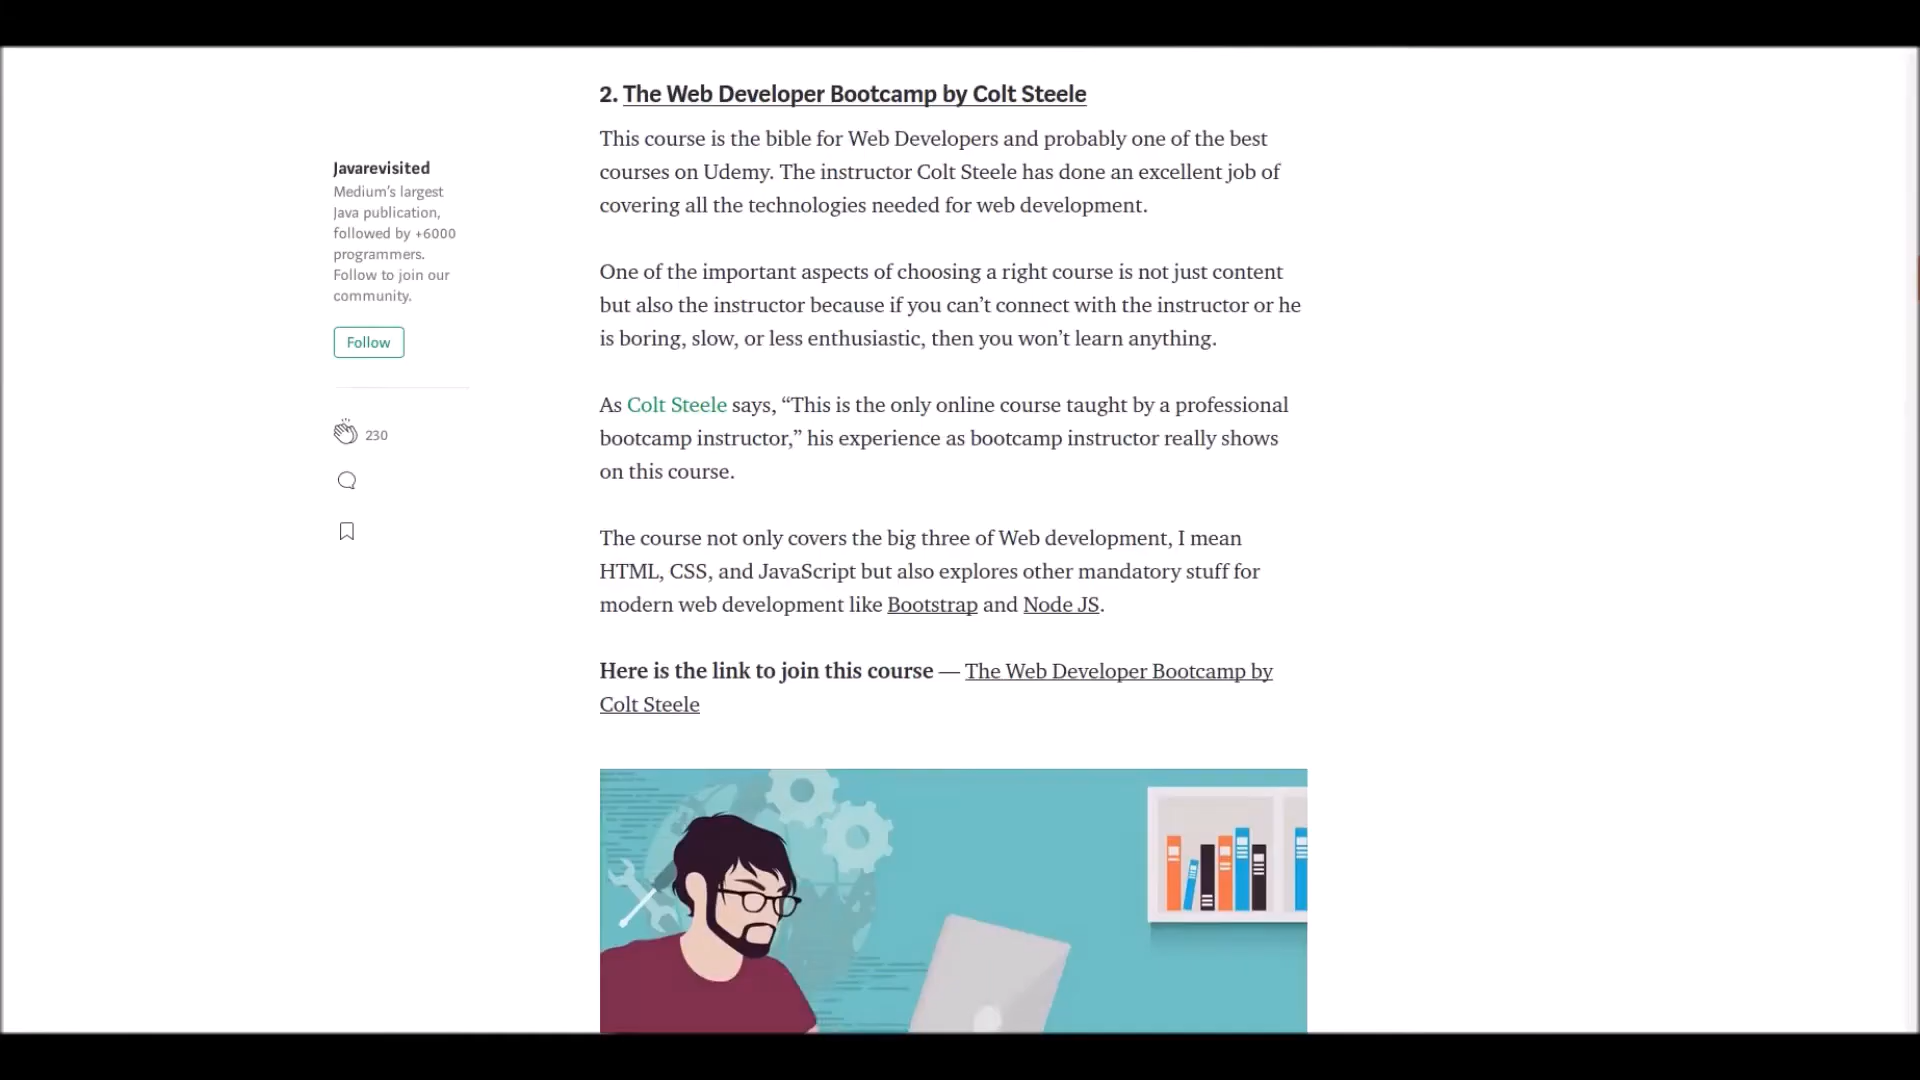 2. The Web Developer Bootcamp by Colt Steele
This course is the bible for Web Developers and probably one of the best
courses on Udemy. The instructor Colt Steele has done an excellent job of
covering all the technologies needed for web development.
One of the important aspects of choosing a right course is not just content
but also the instructor because if you can’t connect with the instructor or he
is boring, slow, or less enthusiastic, then you won’t learn anything.
As Colt Steele says, “This is the only online course taught by a professional
bootcamp instructor,” his experience as bootcamp instructor really shows
on this course.
The course not only covers the big three of Web development, I mean
HTML, CSS, and JavaScript but also explores other mandatory stuff for
modern web development like Bootstrap and Node JS.
Here is the link to join this course — The Web Developer Bootcamp by
Colt Steele
Javarevisited
Medium’s largest
Java publication,
followed by +6000
programmers.
Follow to join our
community.
Follow
230